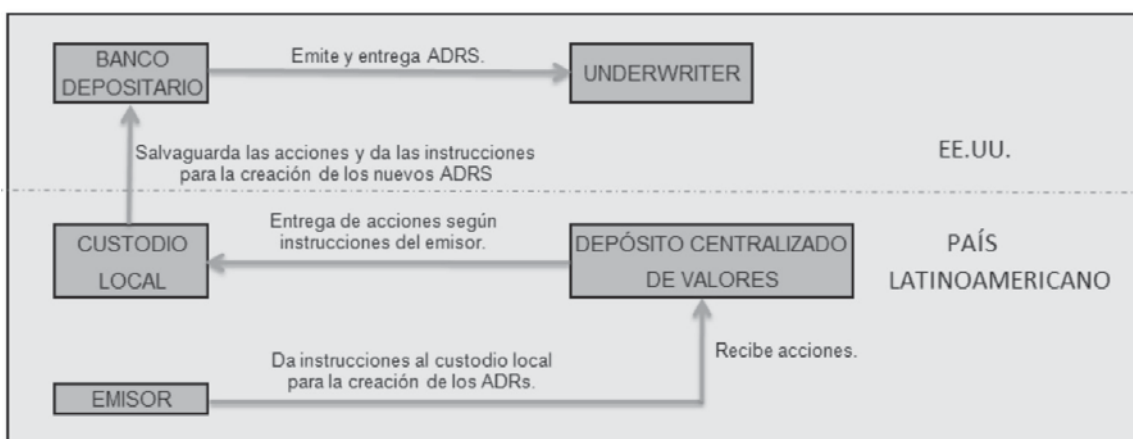 BANCO
DEPOSITARIO
Emite y entrega ADRS.
UNDERWRITER
Salvaguarda las acciones y da las instrucciones
para la creación de los nuevos ADRS
EE.UU.
Entrega de acciones según
instrucciones del emisor.
CUSTODIO
LOCAL
DEPÓSITO CENTRALIZADO
DE VALORES
PAÍS
LATINOAMERICANO
Da instrucciones al custodio local
para la creación de los ADRs.
Recibe acciones.
EMISOR